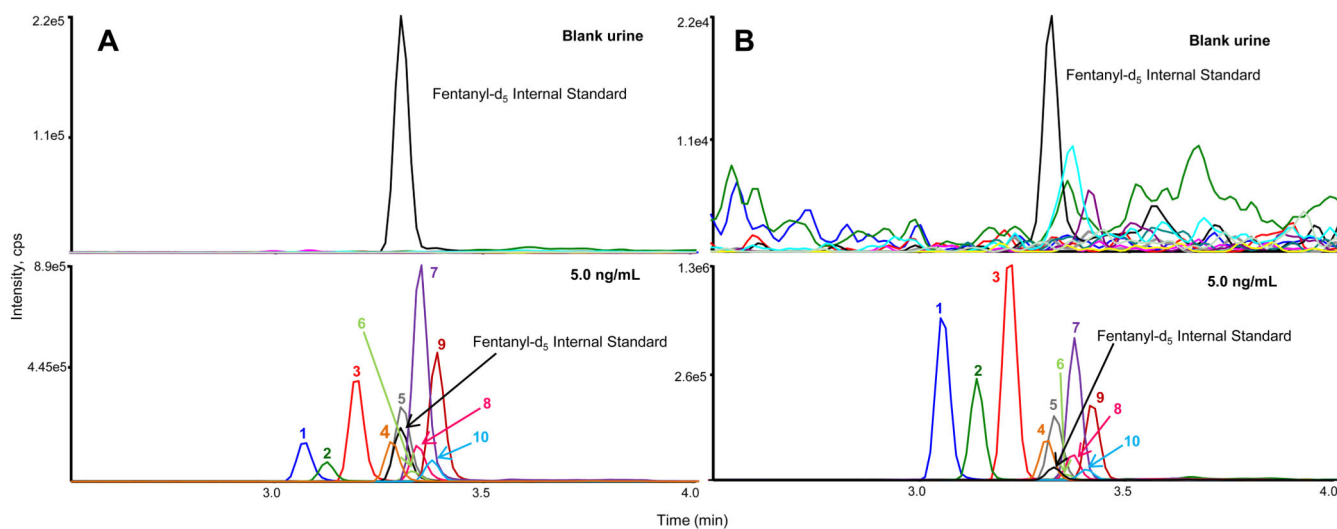 A
2.2e5
Blank urine
Fentanyl-d5 Internal Standard
1.1e5
8.9e5
7
5.0 ng/mL
6
Fentanyl-d5 Internal Standard
9
4.45e5
3
5
8
4
1
10
2
3.0
3.5
4.0
B
2.2e4
Blank urine
Fentanyl-d5 Internal Standard
1.1e4
1.3e6
3
5.0 ng/mL
1
7
Fentanyl-d5 Internal Standard
2.6e5
2
6
5
9
8
4
10
3.0
3.5
4.0
Intensity, cps
Time (min)